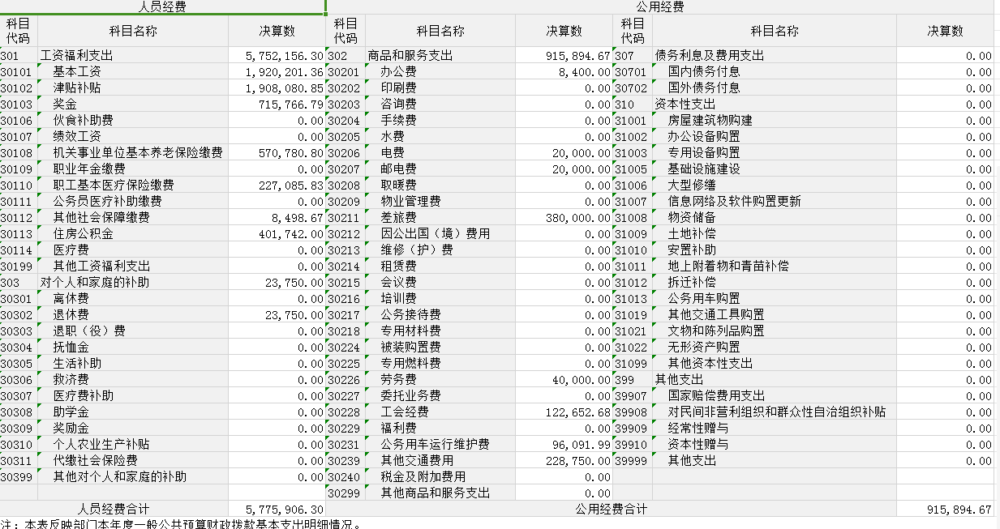 人员经费 公用经费
科目代码 科目名称 决算数 科目代码 科目名称 决算数 科目代码 科目名称 决算数
301 工资福利支出 5,752,156.30 302 商品和服务支出 915,894.67 307 债务利息及费用支出 0.00
30101 基本工资 1,920,201.36 30201 办公费 8,400.00 30701 国内债务付息 0.00
30102 津贴补贴 1,908,080.85 30202 印刷费 0.00 30702 国外债务付息 0.00
30103 奖金 715,766.79 30203 咨询费 0.00 310 资本性支出 0.00
30106 伙食补助费 0.00 30204 手续费 0.00 31001 房屋建筑物购建 0.00
30107 绩效工资 0.00 30205 水费 0.00 31002 办公设备购置 0.00
30108 机关事业单位基本养老保险缴费 570,780.80 30206 电费 20,000.00 31003 专用设备购置 0.00
30109 职业年金缴费 0.00 30207 邮电费 20,000.00 31005 基础设施建设 0.00
30110 职工基本医疗保险缴费 227,085.83 30208 取暖费 0.00 31006 大型修缮 0.00
30111 公务员医疗补助缴费 0.00 30209 物业管理费 0.00 31007 信息网络及软件购置更新 0.00
30112 其他社会保障缴费 8,498.67 30211 差旅费 380,000.00 31008 物资储备 0.00
30113 住房公积金 401,742.00 30212 因公出国（境）费用 0.00 31009 土地补偿 0.00
30114 医疗费 0.00 30213 维修（护）费 0.00 31010 安置补助 0.00
30199 其他工资福利支出 0.00 30214 租赁费 0.00 31011 地上附着物和青苗补偿 0.00
303 对个人和家庭的补助 23,750.00 30215 会议费 0.00 31012 拆迁补偿 0.00
30301 离休费 0.00 30216 培训费 0.00 31013 公务用车购置 0.00
30302 退休费 23,750.00 30217 公务接待费 0.00 31019 其他交通工具购置 0.00
30303 退职（役）费 0.00 30218 专用材料费 0.00 31021 文物和陈列品购置 0.00
30304 抚恤金 0.00 30224 被装购置费 0.00 31022 无形资产购置 0.00
30305 生活补助 0.00 30225 专用燃料费 0.00 31099 其他资本性支出 0.00
30306 救济费 0.00 30226 劳务费 40,000.00 399 其他支出 0.00
30307 医疗费补助 0.00 30227 委托业务费 0.00 39907 国家赔偿费用支出 0.00
30308 助学金 0.00 30228 工会经费 122,652.68 39908 对民间非营利组织和群众性自治组织补贴 0.00
30309 奖励金 0.00 30229 福利费 0.00 39909 经常性赠与 0.00
30310 个人农业生产补贴 0.00 30231 公务用车运行维护费 96,091.99 39910 资本性赠与 0.00
30311 代缴社会保险费 0.00 30239 其他交通费用 228,750.00 39999 其他支出 0.00
30399 其他对个人和家庭的补助 0.00 30240 税金及附加费用 0.00
30299 其他商品和服务支出 0.00
人员经费合计 5,775,906.30 公用经费合计 915,894.67
注：本表反映部门本年度一般公共预算财政拨款基本支出明细情况。